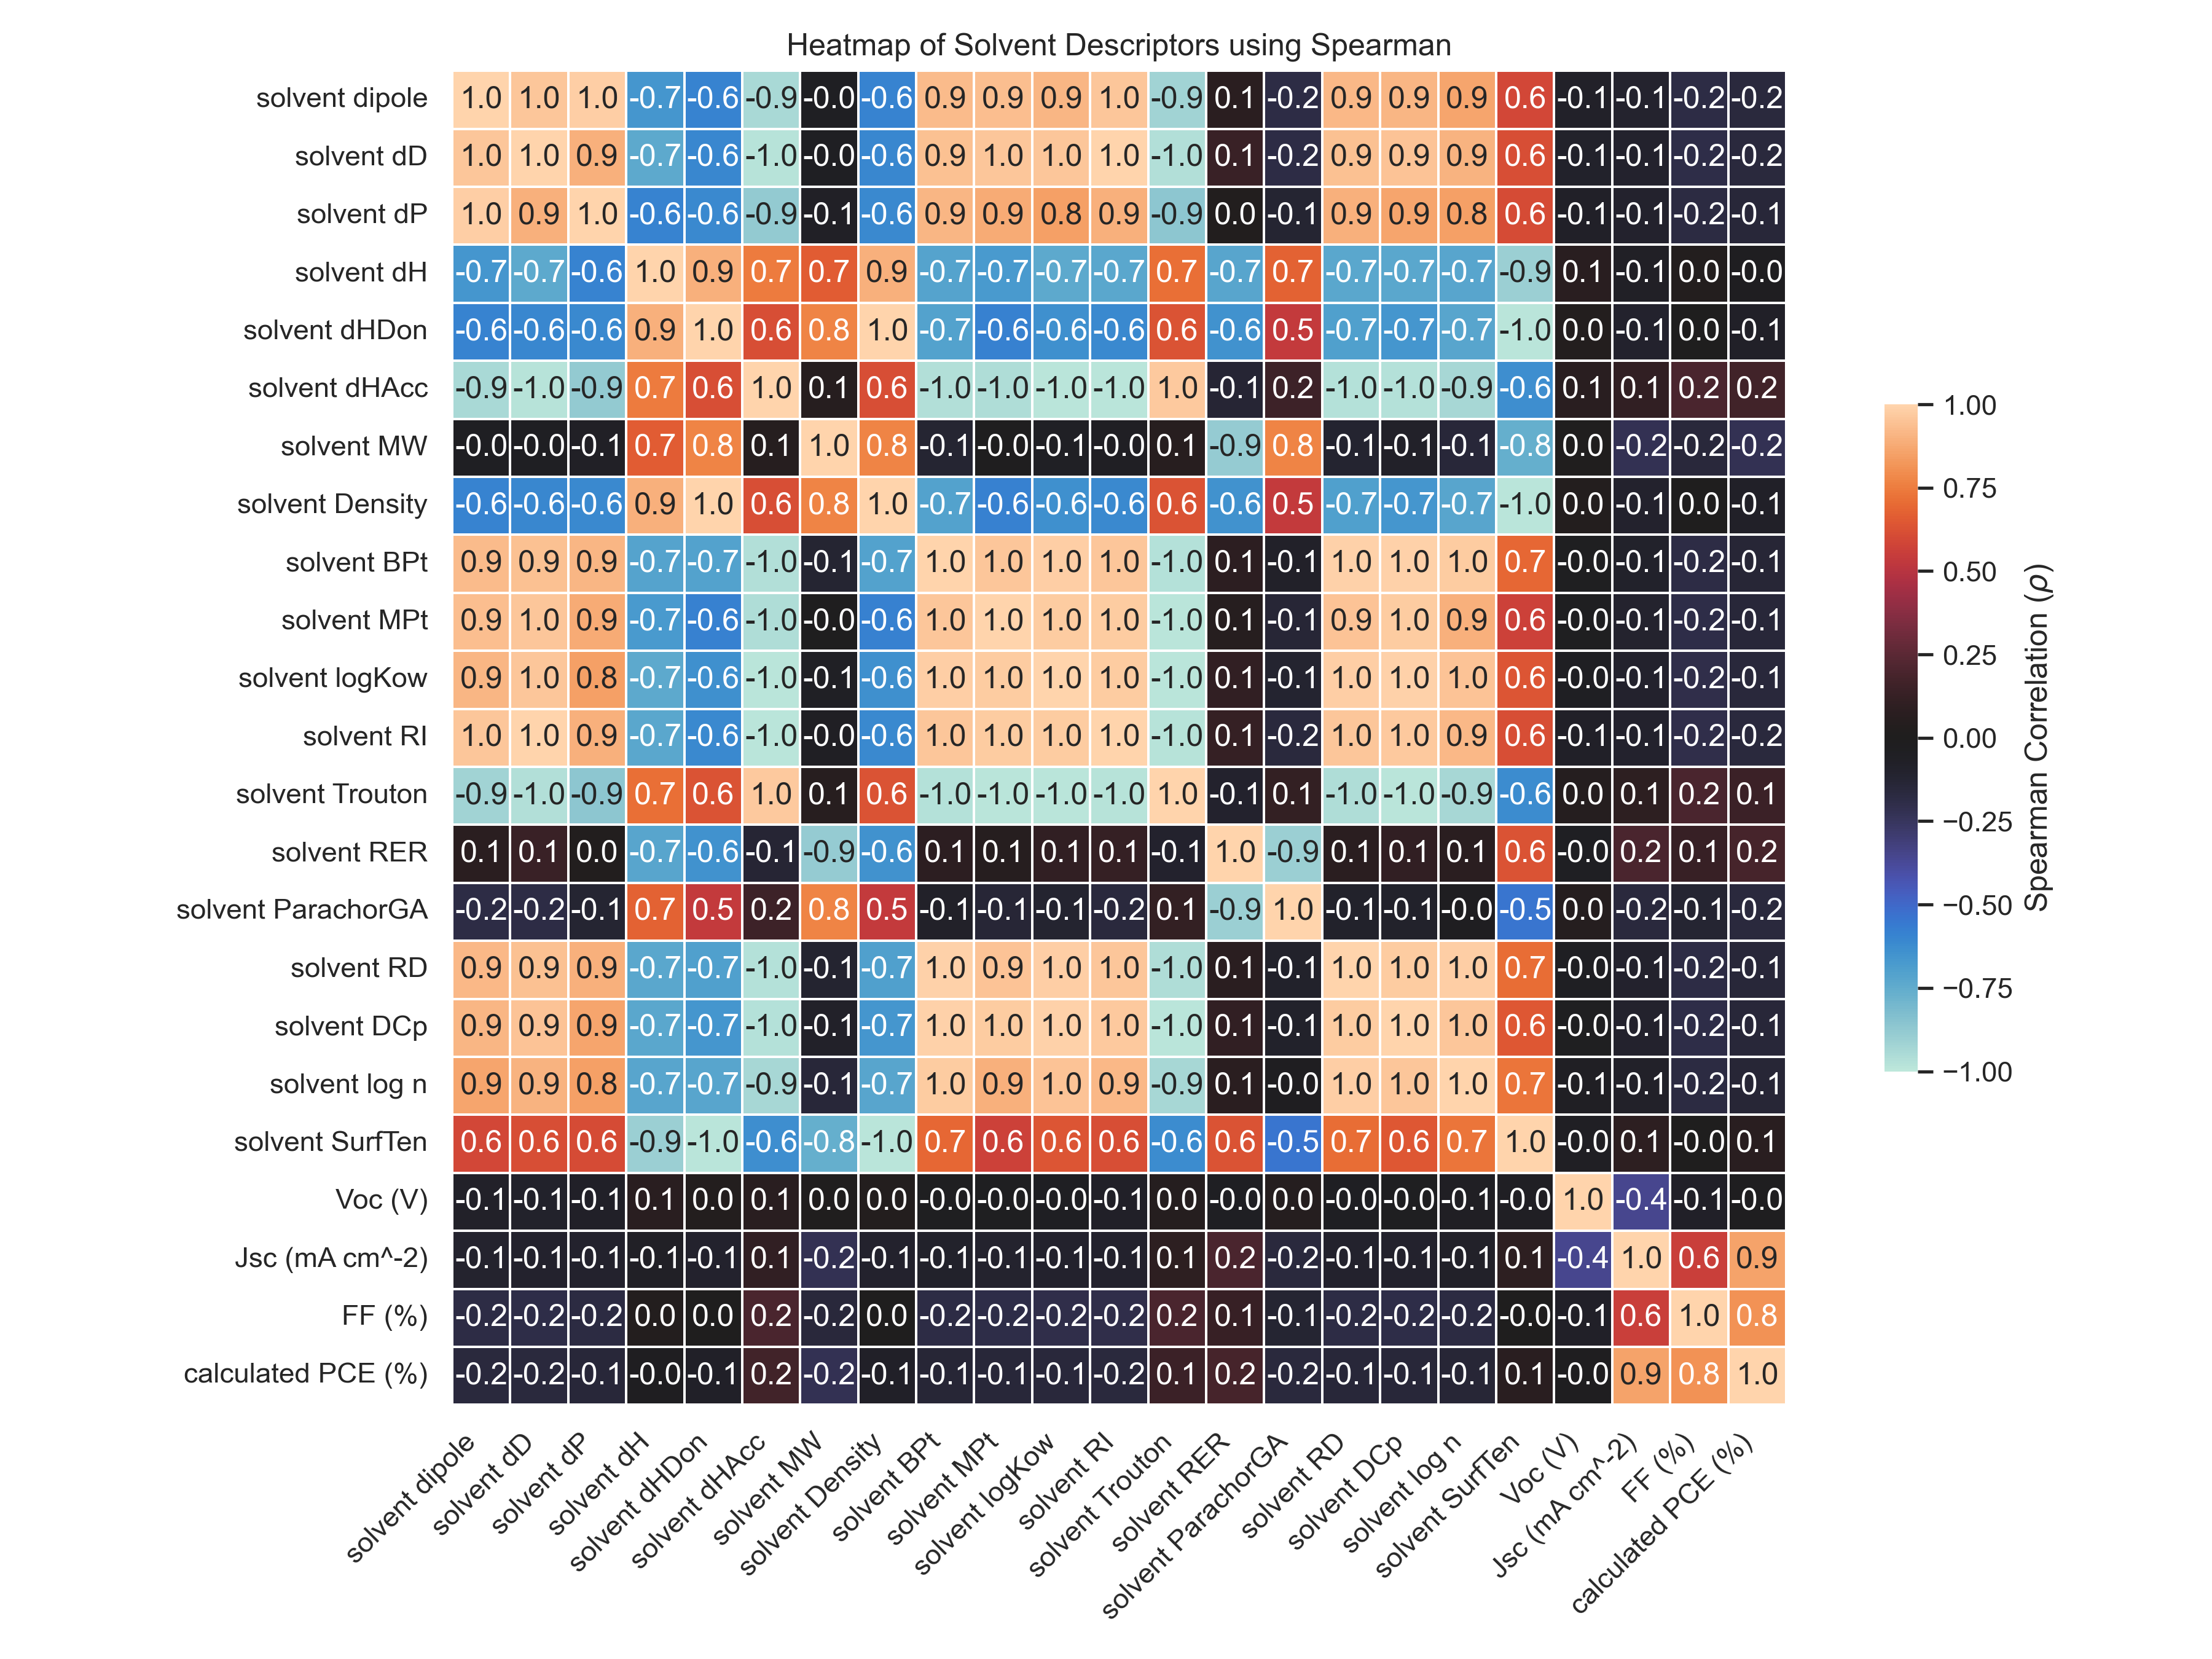 Heatmap of Solvent Descriptors using Spearman
solvent dipole 1.0 1.0 1.0 -0.7 -0.6 -0.9 -0.0 -0.6 0.9 0.9 0.9 1.0 -0.9 0.1 -0.2 0.9 0.9 0.9 0.6 -0.1 -0.1 -0.2 -0.2
solvent dD 1.0 1.0 0.9 -0.7 -0.6 -1.0 -0.0 -0.6 0.9 1.0 1.0 1.0 -1.0 0.1 -0.2 0.9 0.9 0.9 0.6 -0.1 -0.1 -0.2 -0.2
solvent dP 1.0 0.9 1.0 -0.6 -0.6 -0.9 -0.1 -0.6 0.9 0.9 0.8 0.9 -0.9 0.0 -0.1 0.9 0.9 0.8 0.6 -0.1 -0.1 -0.2 -0.1
solvent dH -0.7 -0.7 -0.6 1.0 0.9 0.7 0.7 0.9 -0.7 -0.7 -0.7 -0.7 0.7 -0.7 0.7 -0.7 -0.7 -0.7 -0.9 0.1 -0.1 0.0 -0.0
solvent dHDon -0.6 -0.6 -0.6 0.9 1.0 0.6 0.8 1.0 -0.7 -0.6 -0.6 -0.6 0.6 -0.6 0.5 -0.7 -0.7 -0.7 -1.0 0.0 -0.1 0.0 -0.1
solvent dHAcc -0.9 -1.0 -0.9 0.7 0.6 1.0 0.1 0.6 -1.0 -1.0 -1.0 -1.0 1.0 -0.1 0.2 -1.0 -1.0 -0.9 -0.6 0.1 0.1 0.2 0.2
solvent MW -0.0 -0.0 -0.1 0.7 0.8 0.1 1.0 0.8 -0.1 -0.0 -0.1 -0.0 0.1 -0.9 0.8 -0.1 -0.1 -0.1 -0.8 0.0 -0.2 -0.2 -0.2
solvent Density -0.6 -0.6 -0.6 0.9 1.0 0.6 0.8 1.0 -0.7 -0.6 -0.6 -0.6 0.6 -0.6 0.5 -0.7 -0.7 -0.7 -1.0 0.0 -0.1 0.0 -0.1
solvent BPt 0.9 0.9 0.9 -0.7 -0.7 -1.0 -0.1 -0.7 1.0 1.0 1.0 1.0 -1.0 0.1 -0.1 1.0 1.0 1.0 0.7 -0.0 -0.1 -0.2 -0.1
solvent MPt 0.9 1.0 0.9 -0.7 -0.6 -1.0 -0.0 -0.6 1.0 1.0 1.0 1.0 -1.0 0.1 -0.1 0.9 1.0 0.9 0.6 -0.0 -0.1 -0.2 -0.1
solvent logKow 0.9 1.0 0.8 -0.7 -0.6 -1.0 -0.1 -0.6 1.0 1.0 1.0 1.0 -1.0 0.1 -0.1 1.0 1.0 1.0 0.6 -0.0 -0.1 -0.2 -0.1
solvent RI 1.0 1.0 0.9 -0.7 -0.6 -1.0 -0.0 -0.6 1.0 1.0 1.0 1.0 -1.0 0.1 -0.2 1.0 1.0 0.9 0.6 -0.1 -0.1 -0.2 -0.2
solvent Trouton -0.9 -1.0 -0.9 0.7 0.6 1.0 0.1 0.6 -1.0 -1.0 -1.0 -1.0 1.0 -0.1 0.1 -1.0 -1.0 -0.9 -0.6 0.0 0.1 0.2 0.1
solvent RER 0.1 0.1 0.0 -0.7 -0.6 -0.1 -0.9 -0.6 0.1 0.1 0.1 0.1 -0.1 1.0 -0.9 0.1 0.1 0.1 0.6 -0.0 0.2 0.1 0.2
solvent ParachorGA -0.2 -0.2 -0.1 0.7 0.5 0.2 0.8 0.5 -0.1 -0.1 -0.1 -0.2 0.1 -0.9 1.0 -0.1 -0.1 -0.0 -0.5 0.0 -0.2 -0.1 -0.2
solvent RD 0.9 0.9 0.9 -0.7 -0.7 -1.0 -0.1 -0.7 1.0 0.9 1.0 1.0 -1.0 0.1 -0.1 1.0 1.0 1.0 0.7 -0.0 -0.1 -0.2 -0.1
solvent DCp 0.9 0.9 0.9 -0.7 -0.7 -1.0 -0.1 -0.7 1.0 1.0 1.0 1.0 -1.0 0.1 -0.1 1.0 1.0 1.0 0.6 -0.0 -0.1 -0.2 -0.1
solvent log n 0.9 0.9 0.8 -0.7 -0.7 -0.9 -0.1 -0.7 1.0 0.9 1.0 0.9 -0.9 0.1 -0.0 1.0 1.0 1.0 0.7 -0.1 -0.1 -0.2 -0.1
solvent SurfTen 0.6 0.6 0.6 -0.9 -1.0 -0.6 -0.8 -1.0 0.7 0.6 0.6 0.6 -0.6 0.6 -0.5 0.7 0.6 0.7 1.0 -0.0 0.1 -0.0 0.1
Voc (V) -0.1 -0.1 -0.1 0.1 0.0 0.1 0.0 0.0 -0.0 -0.0 -0.0 -0.1 0.0 -0.0 0.0 -0.0 -0.0 -0.1 -0.0 1.0 -0.4 -0.1 -0.0
Jsc (mA cm^-2) -0.1 -0.1 -0.1 -0.1 -0.1 0.1 -0.2 -0.1 -0.1 -0.1 -0.1 -0.1 0.1 0.2 -0.2 -0.1 -0.1 -0.1 0.1 -0.4 1.0 0.6 0.9
FF (%) -0.2 -0.2 -0.2 0.0 0.0 0.2 -0.2 0.0 -0.2 -0.2 -0.2 -0.2 0.2 0.1 -0.1 -0.2 -0.2 -0.2 -0.0 -0.1 0.6 1.0 0.8
calculated PCE (%) -0.2 -0.2 -0.1 -0.0 -0.1 0.2 -0.2 -0.1 -0.1 -0.1 -0.1 -0.2 0.1 0.2 -0.2 -0.1 -0.1 -0.1 0.1 -0.0 0.9 0.8 1.0
solvent dipole
solvent dD
solvent dP
solvent dH
solvent dHDon
solvent dHAcc
solvent MW
solvent Density
solvent BPt
solvent MPt
solvent logKow
solvent RI
solvent Trouton
solvent RER
solvent ParachorGA
solvent RD
solvent DCp
solvent log n
solvent SurfTen
Voc (V)
Jsc (mA cm^-2)
FF (%)
calculated PCE (%)
1.00
0.75
0.50
0.25
0.00
−0.25
−0.50
−0.75
−1.00
Spearman Correlation (ρ)